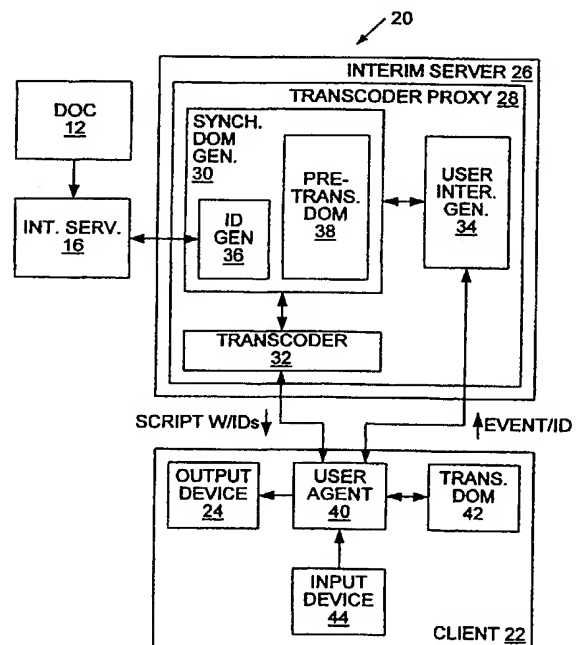 20
INTERIM SERVER 26
TRANSCODER PROXY 28
DOC
12
SYNCH.
DOM
GEN.
30
PRE-
TRANS.
DOM
38
USER
INTER.
GEN.
34
INT. SERV.
16
ID
GEN
36
TRANSCODER
32
SCRIPT W/IDs
EVENT/ID
OUTPUT
DEVICE
24
USER
AGENT
40
TRANS.
DOM
42
INPUT
DEVICE
44
CLIENT 22